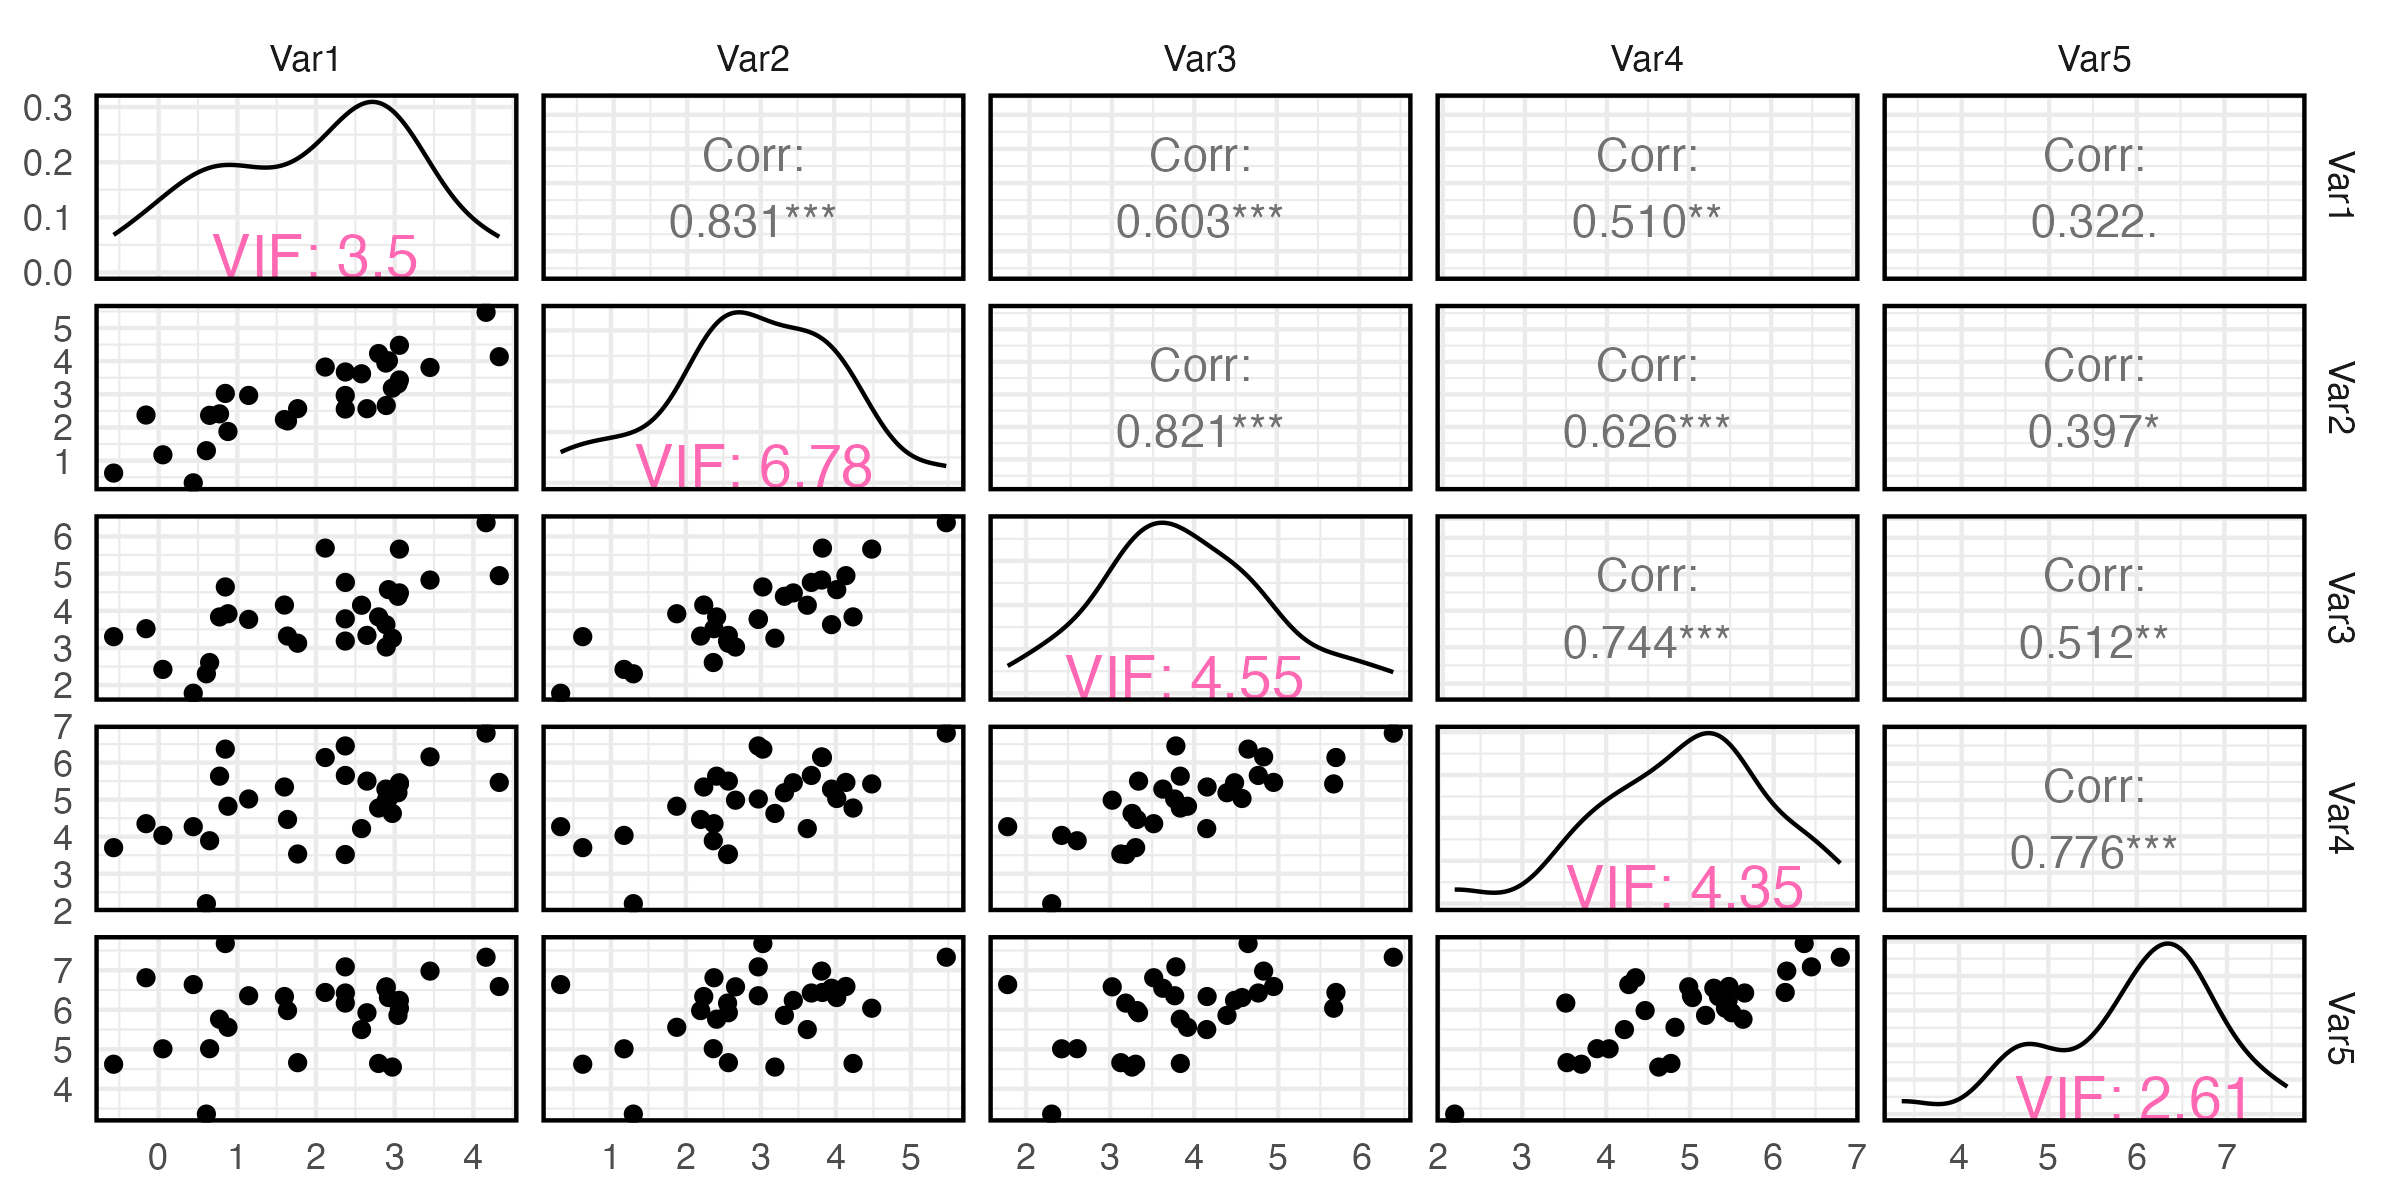 Var1 Var2 Var3 Var4 Var5
0.3
0.2
0.1
0.0
VIF: 3.5
Corr:
0.831***
Corr:
0.603***
Corr:
0.510**
Corr:
0.322.
Var1
5
4
3
2
1
VIF: 6.78
Corr:
0.821***
Corr:
0.626***
Corr:
0.397*
Var2
6
5
4
3
2
VIF: 4.55
Corr:
0.744***
Corr:
0.512**
Var3
7
6
5
4
3
2
VIF: 4.35
Corr:
0.776***
Var4
7
6
5
4
VIF: 2.61
Var5
0 1 2 3 4 1 2 3 4 5 2 3 4 5 6 2 3 4 5 6 7 4 5 6 7